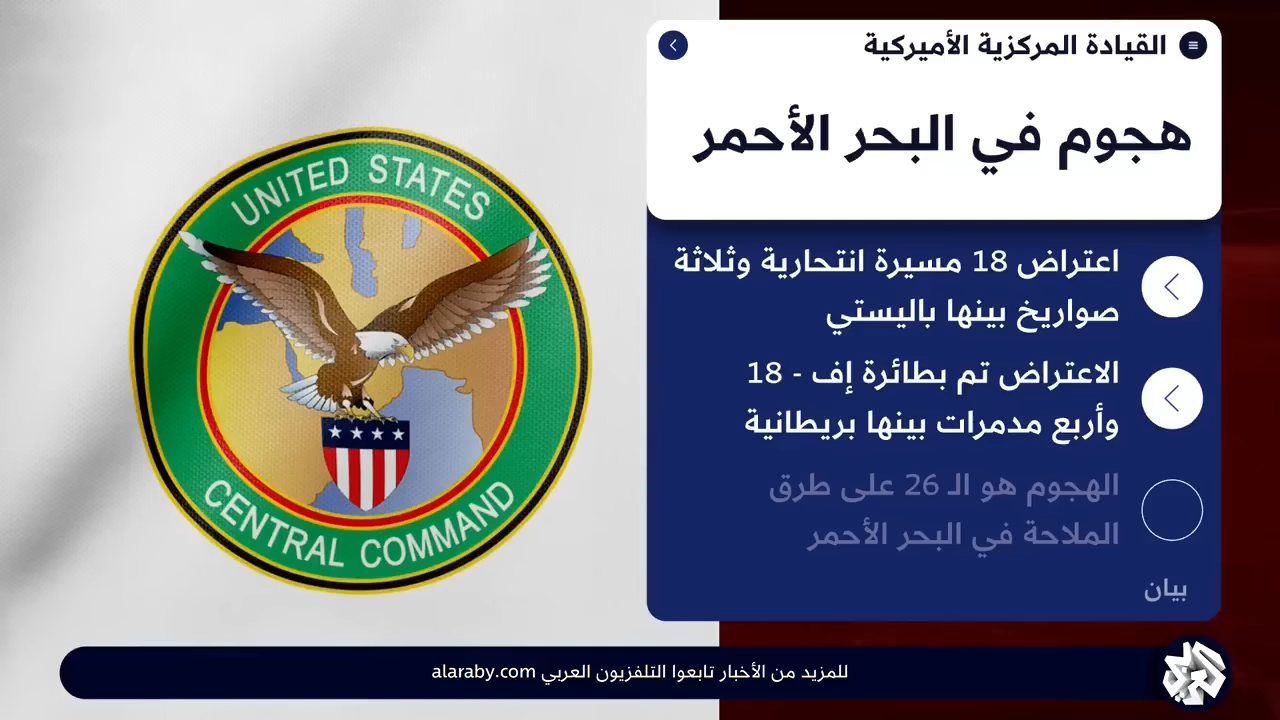 القيادة المركزية الأميركية
هجوم في البحر الأحمر
اعتراض 18 مسيرة انتحارية وثلاثة
صواريخ بينها باليستي
الاعتراض تم بطائرة إف - 18
وأربع مدمرات بينها بريطانية
الهجوم هو الـ 26 على طرق
الملاحة في البحر الأحمر
بيان
UNITED STATES
CENTRAL COMMAND
للمزيد من الأخبار تابعوا التلفزيون العربي alaraby.com
العربي